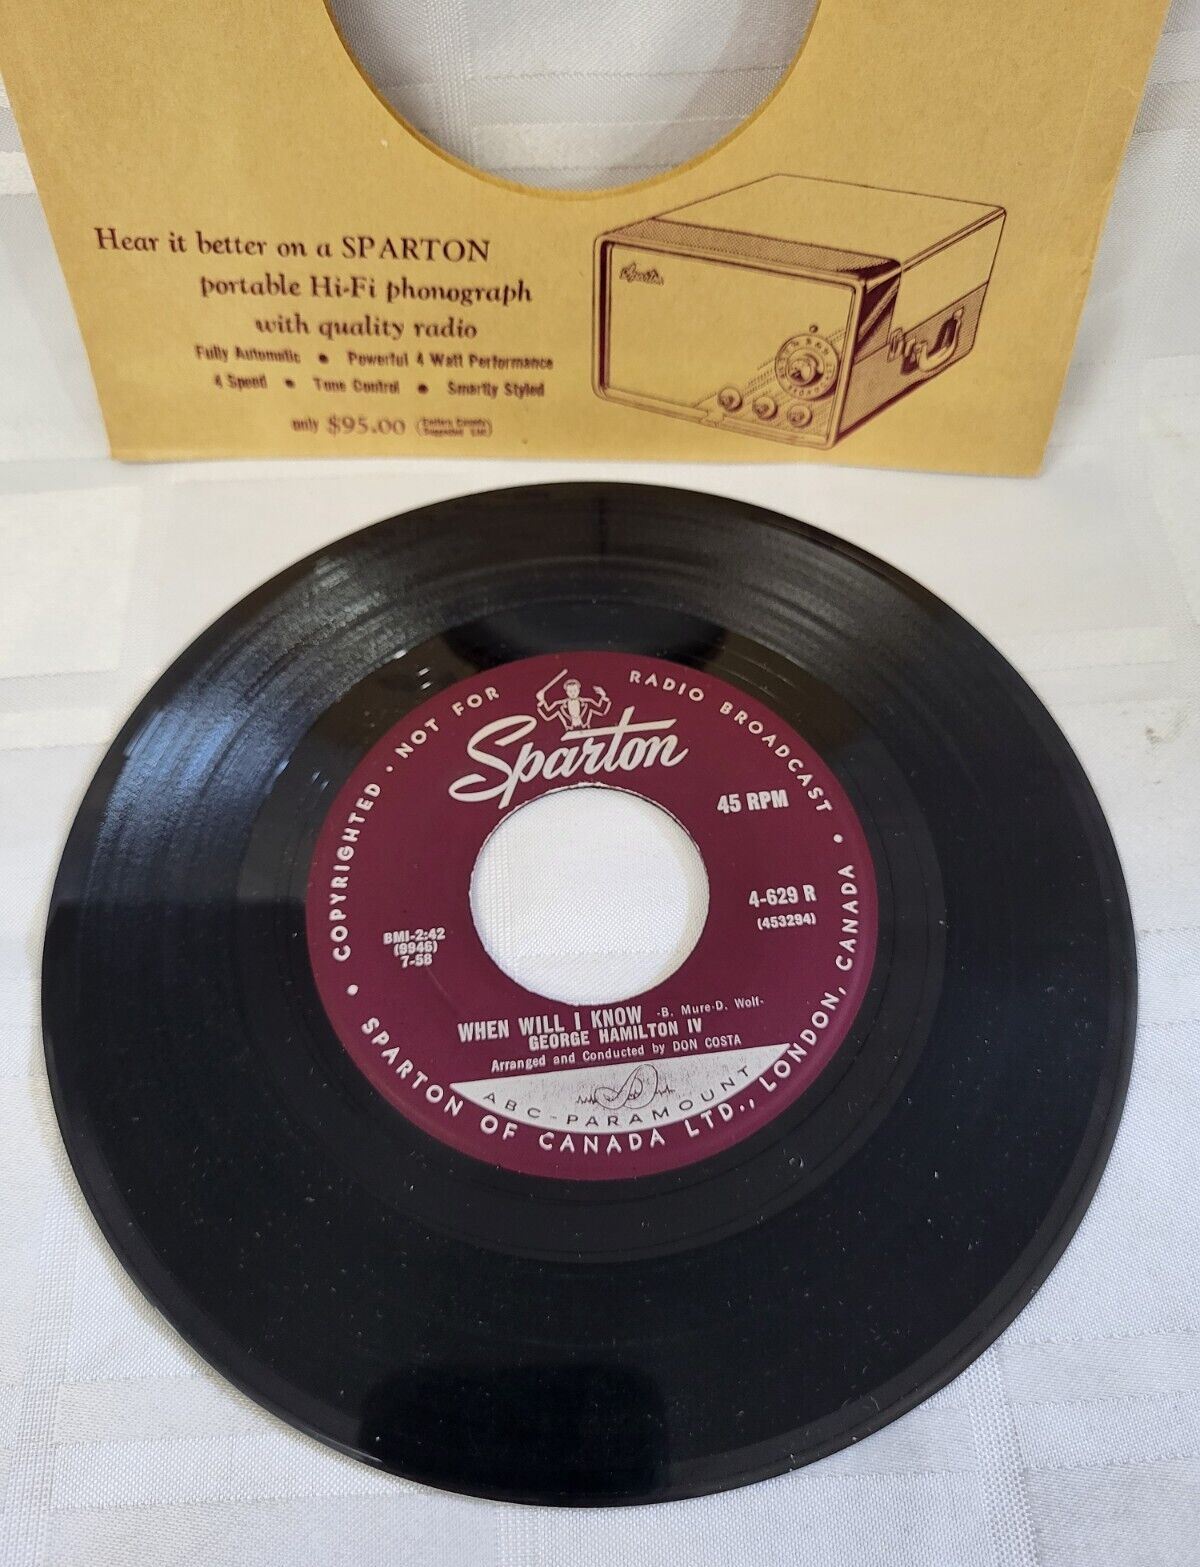 Hear it better on a SPARTON
portable Hi-Fi phonograph
with quality radio
Fully Automatic • Powerful 4 Watt Performance
4 Speed • Tone Control • Smartly Styled
only $95.00
Sparton
COPYRIGHTED • NOT FOR RADIO BROADCAST •
Sparton
45 RPM
4-629 R
(453294)
BMI-2:42
(9946)
7-58
WHEN WILL I KNOW -B. Mure-D. Wolf-
GEORGE HAMILTON IV
Arranged and Conducted by DON COSTA
ABC-PARAMOUNT
• SPARTON OF CANADA LTD., LONDON, CANADA